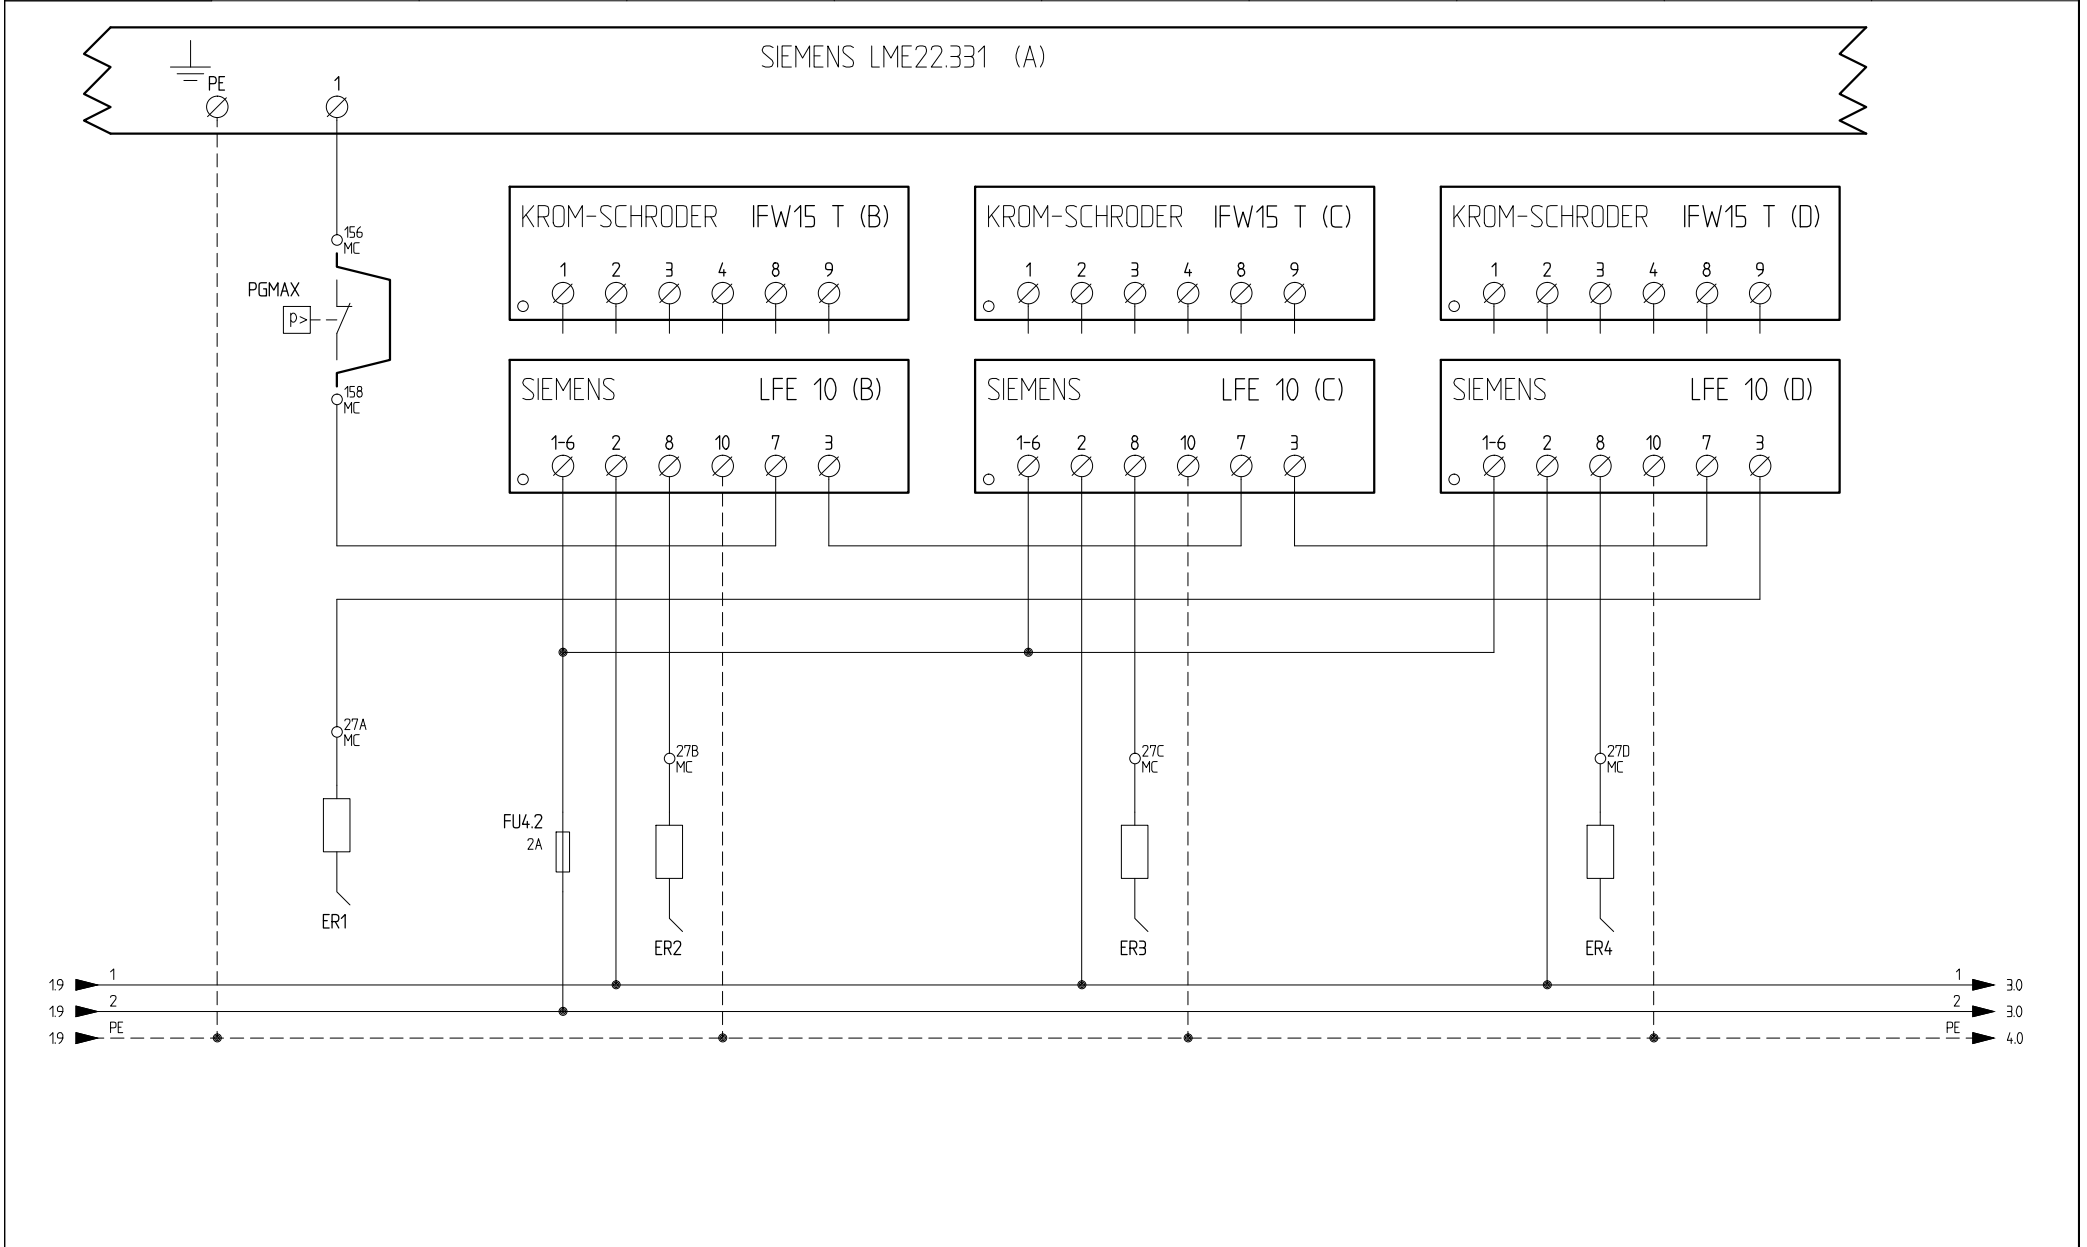 SIEMENS LME22.331 (A)
PE
1
156
MC
PGMAX
P>
158
MC
KROM-SCHRODER IFW15 T (B)
1 2 3 4 8 9
KROM-SCHRODER IFW15 T (C)
1 2 3 4 8 9
KROM-SCHRODER IFW15 T (D)
1 2 3 4 8 9
SIEMENS LFE 10 (B)
1-6 2 8 10 7 3
SIEMENS LFE 10 (C)
1-6 2 8 10 7 3
SIEMENS LFE 10 (D)
1-6 2 8 10 7 3
27A
MC
27B
MC
27C
MC
27D
MC
FU4.2
2A
ER1
ER2
ER3
ER4
1.9 1 1 3.0
1.9 2 2 3.0
1.9 PE PE 4.0